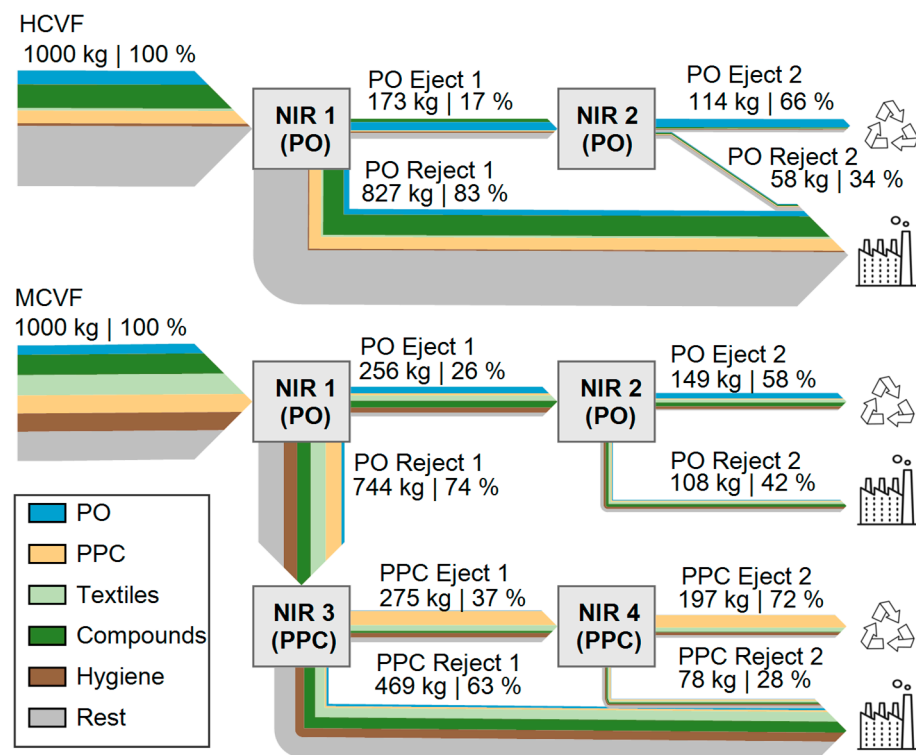 HCVF
1000 kg | 100 %
NIR 1
(PO)
PO Eject 1
173 kg | 17 %
NIR 2
(PO)
PO Eject 2
114 kg | 66 %
PO Reject 1
827 kg | 83 %
PO Reject 2
58 kg | 34 %
MCVF
1000 kg | 100 %
NIR 1
(PO)
PO Eject 1
256 kg | 26 %
NIR 2
(PO)
PO Eject 2
149 kg | 58 %
PO Reject 1
744 kg | 74 %
PO Reject 2
108 kg | 42 %
PO
PPC
Textiles
Compounds
Hygiene
Rest
NIR 3
(PPC)
PPC Eject 1
275 kg | 37 %
NIR 4
(PPC)
PPC Eject 2
197 kg | 72 %
PPC Reject 1
469 kg | 63 %
PPC Reject 2
78 kg | 28 %